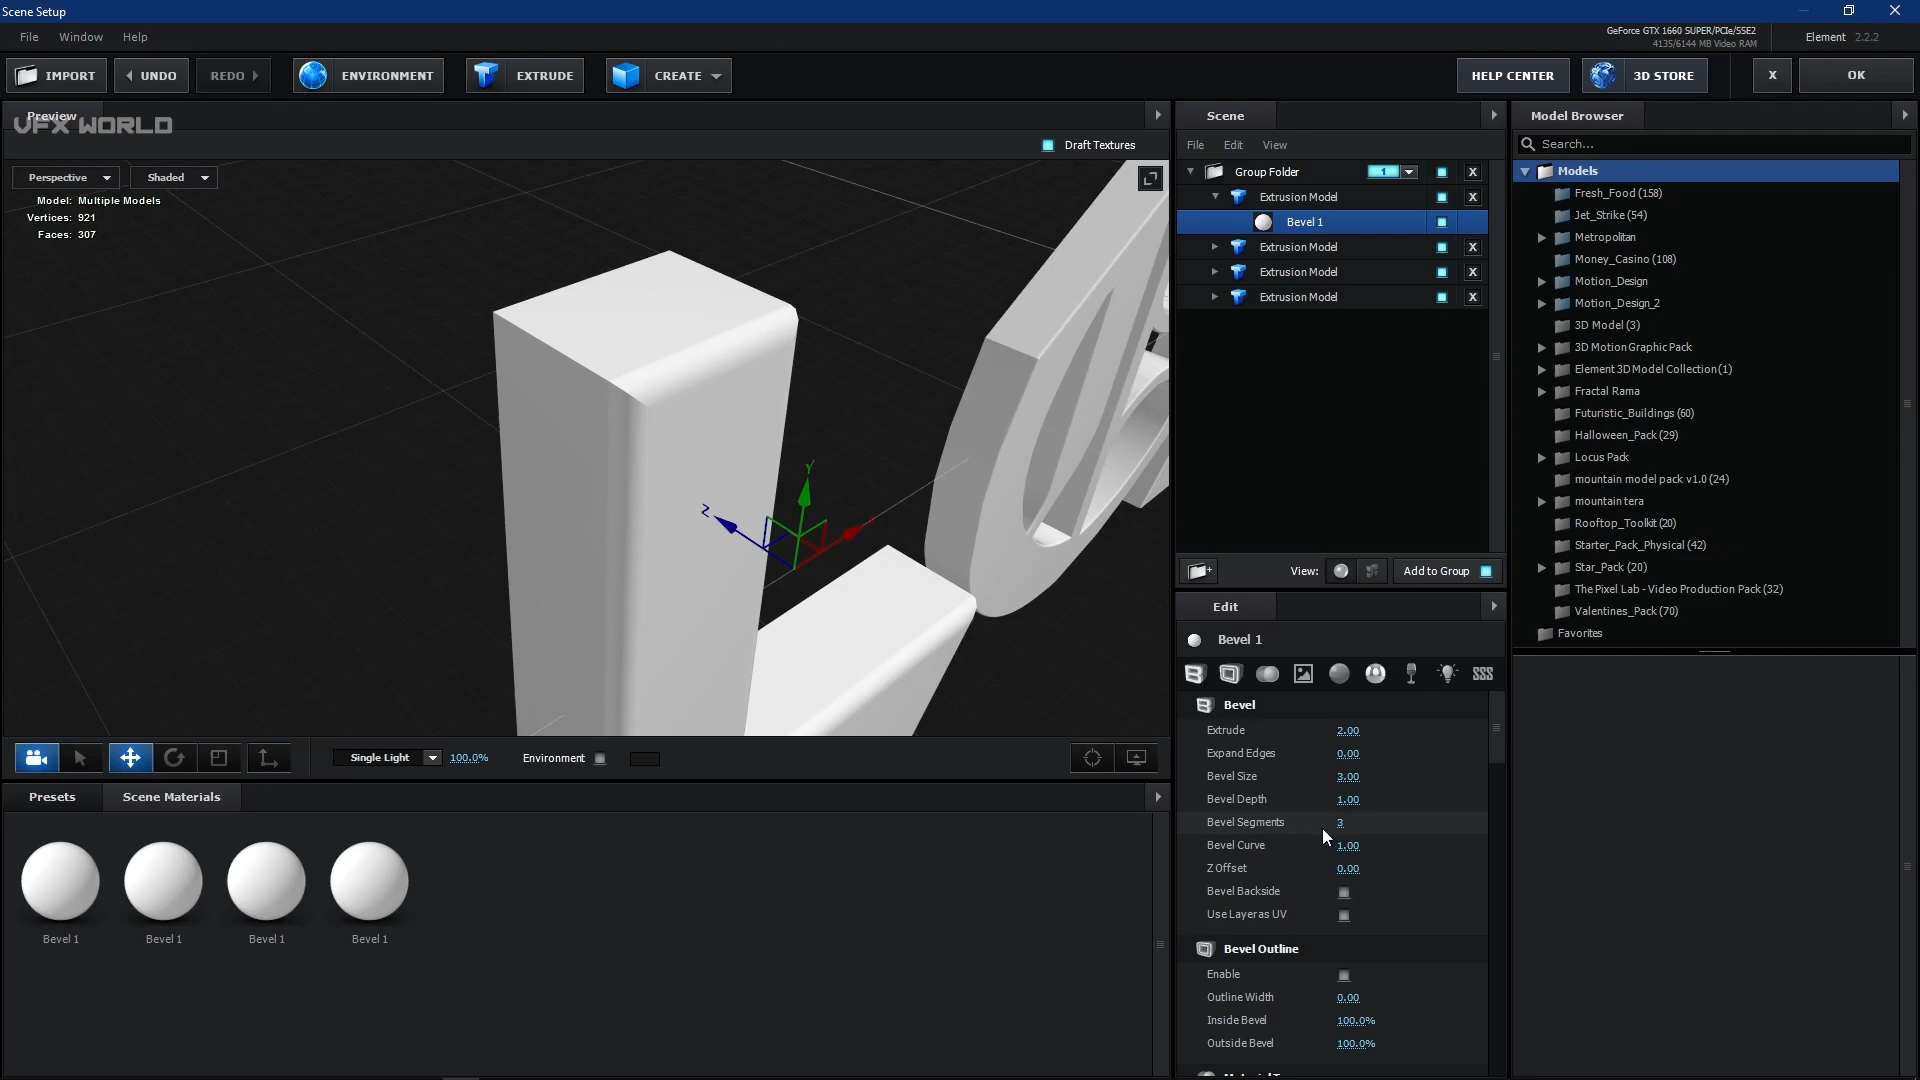 Scene Setup
File Window Help
GeForce GTX 1660 SUPER/PCIe/SSE2
4135/6144 MB Video RAM
Element 2.2.2
IMPORT
UNDO
REDO
ENVIRONMENT
EXTRUDE
CREATE
HELP CENTER
3D STORE
X
OK
Preview
VFX WORLD
Draft Textures
Perspective
Shaded
Model: Multiple Models
Vertices: 921
Faces: 307
Z
Y
Single Light
100.0%
Environment
Presets
Scene Materials
Bevel 1
Bevel 1
Bevel 1
Bevel 1
Scene
File Edit View
Group Folder 1 X
Extrusion Model X
Bevel 1
Extrusion Model X
Extrusion Model X
Extrusion Model X
View:
Add to Group
Edit
Bevel 1
Bevel
Extrude 2.00
Expand Edges 0.00
Bevel Size 3.00
Bevel Depth 1.00
Bevel Segments 3
Bevel Curve 1.00
Z Offset 0.00
Bevel Backside
Use Layer as UV
Bevel Outline
Enable
Outline Width 0.00
Inside Bevel 100.0%
Outside Bevel 100.0%
Model Browser
Search...
Models
Fresh_Food (158)
Jet_Strike (54)
Metropolitan
Money_Casino (108)
Motion_Design
Motion_Design_2
3D Model (3)
3D Motion Graphic Pack
Element 3D Model Collection (1)
Fractal Rama
Futuristic_Buildings (60)
Halloween_Pack (29)
Locus Pack
mountain model pack v1.0 (24)
mountain tera
Rooftop_Toolkit (20)
Starter_Pack_Physical (42)
Star_Pack (20)
The Pixel Lab - Video Production Pack (32)
Valentines_Pack (70)
Favorites